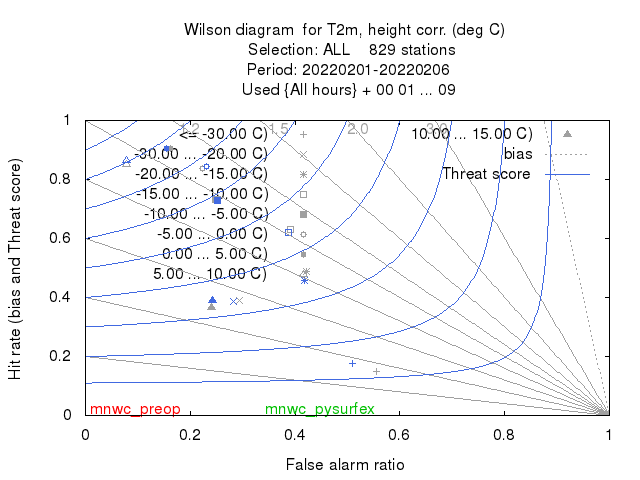 Wilson diagram for T2m, height corr. (deg C)
Selection: ALL 829 stations
Period: 20220201-20220206
Used {All hours} + 00 01 ... 09
1
0.8
0.6
0.4
0.2
0
Hit rate (bias and Threat score)
1.5
2.0
<= -30.00 C)
-30.00 ... -20.00 C)
-20.00 ... -15.00 C)
-15.00 ... -10.00 C)
-10.00 ... -5.00 C)
-5.00 ... 0.00 C)
0.00 ... 5.00 C)
5.00 ... 10.00 C)
10.00 ... 15.00 C)
bias
Threat score
mnwc_preop
mnwc_pysurfex
0 0.2 0.4 0.6 0.8 1
False alarm ratio